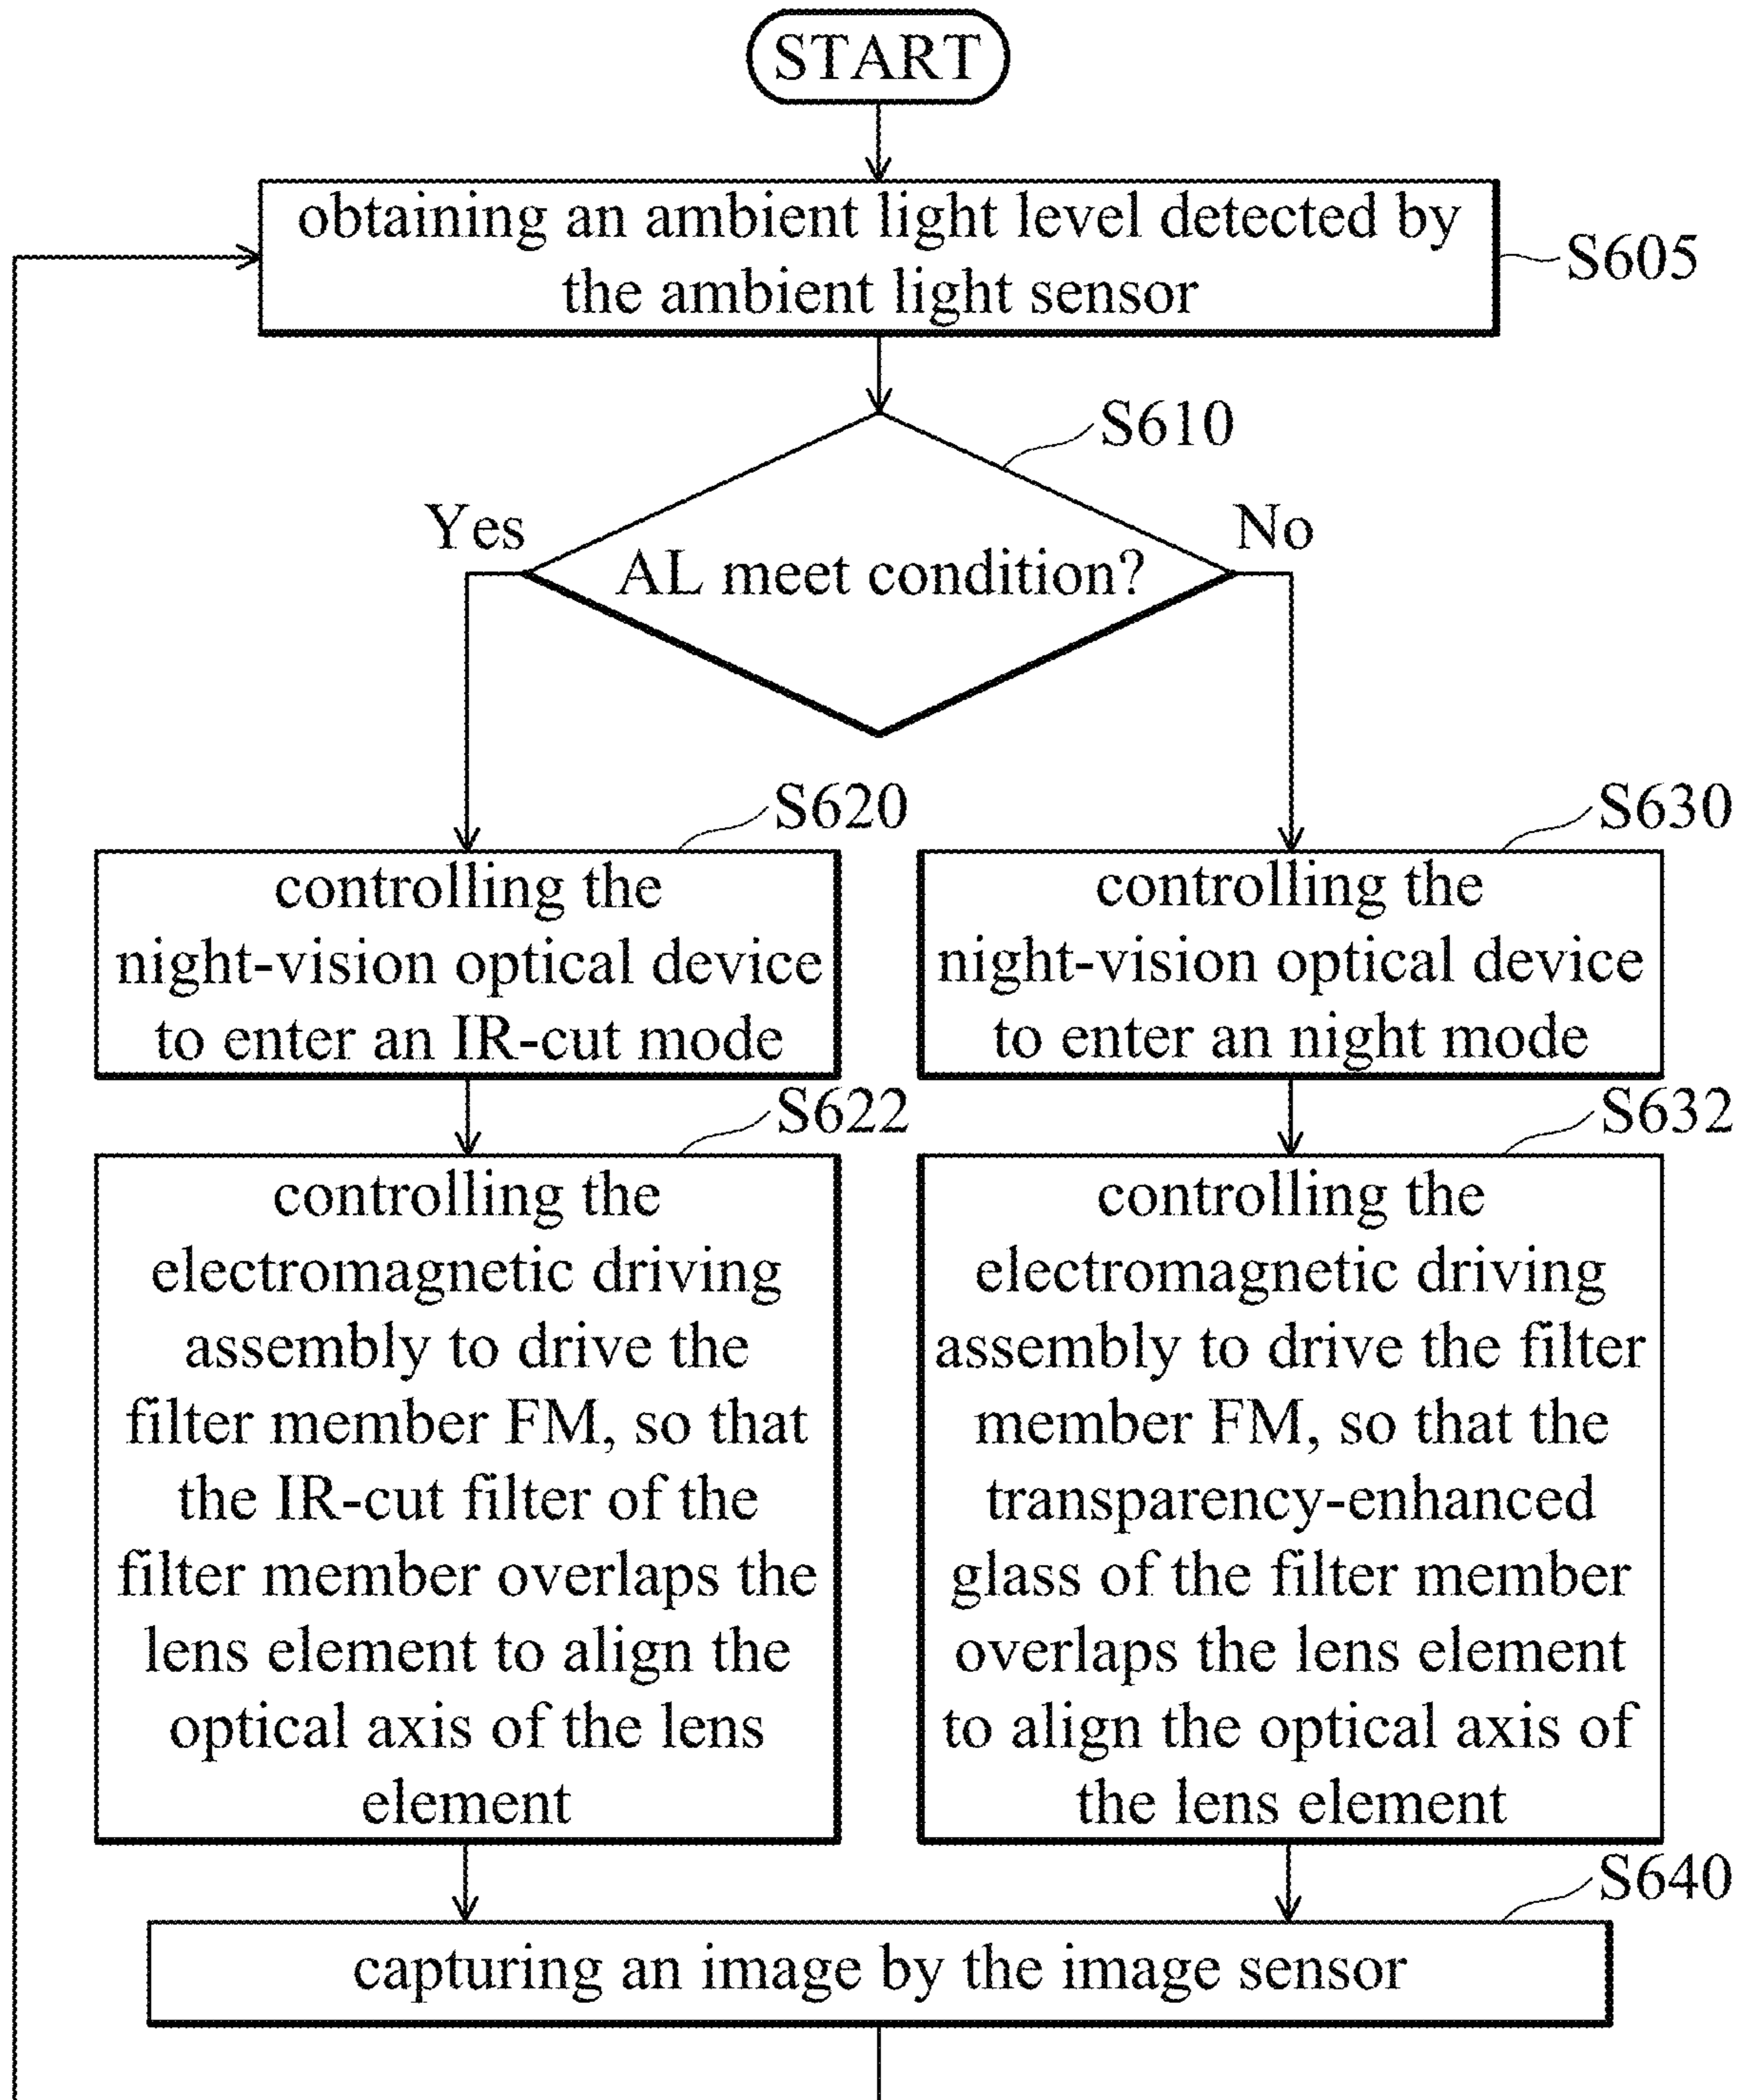 START
obtaining an ambient light level detected by
the ambient light sensor
S605
S610
Yes
No
AL meet condition?
S620
controlling the
night-vision optical device
to enter an IR-cut mode
S630
controlling the
night-vision optical device
to enter an night mode
S622
controlling the
electromagnetic driving
assembly to drive the
filter member FM, so that
the IR-cut filter of the
filter member overlaps the
lens element to align the
optical axis of the lens
element
S632
controlling the
electromagnetic driving
assembly to drive the filter
member FM, so that the
transparency-enhanced
glass of the filter member
overlaps the lens element
to align the optical axis of
the lens element
S640
capturing an image by the image sensor